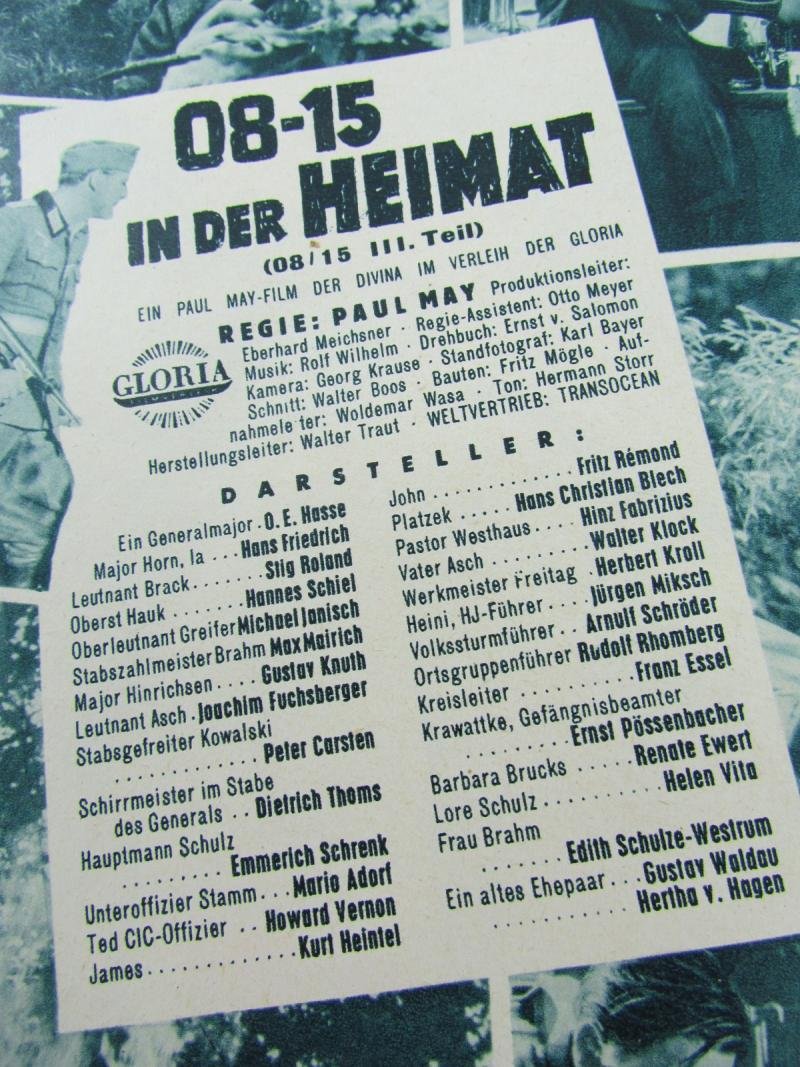 08-15
IN DER HEIMAT
(08/15 III. Teil)
EIN PAUL MAY-FILM DER DIVINA IM VERLEIH DER GLORIA
REGIE: PAUL MAY Produktionsleiter:
Eberhard Meichsner · Regie-Assistent: Otto Meyer
Musik: Rolf Wilhelm · Drehbuch: Ernst v. Salomon
Kamera: Georg Krause · Standfotograf: Karl Bayer
Schnitt: Walter Boos · Bauten: Fritz Mögle · Auf-
nahmeleiter: Woldemar Wasa · Ton: Hermann Storr
Herstellungsleiter: Walter Traut · WELTVERTRIEB: TRANSOCEAN
GLORIA
DARSTELLER:
Ein Generalmajor . O. E. Hasse
Major Horn, Ia . . . Hans Friedrich
Leutnant Brack . . . . . . . Stig Roland
Oberst Hauk . . . . . . . . Hannes Schiel
Oberleutnant Greifer Michael Janisch
Stabszahlmeister Brahm Max Mairich
Major Hinrichsen . . . . Gustav Knuth
Leutnant Asch . Joachim Fuchsberger
Stabsgefreiter Kowalski
. . . . . . . . . . . . . Peter Carsten
Schirrmeister im Stabe
des Generals . . Dietrich Thoms
Hauptmann Schulz
. . . . . . . . . Emmerich Schrenk
Unteroffizier Stamm . . . Mario Adorf
Ted CIC-Offizier . . Howard Vernon
James . . . . . . . . . . . . . Kurt Heintel
John . . . . . . . . . . . . Fritz Rémond
Platzek . . . . . Hans Christian Blech
Pastor Westhaus . . . . Hinz Fabrizius
Vater Asch . . . . . . . . . Walter Klock
Werkmeister Freitag . Herbert Kroll
Heini, HJ-Führer . . . . Jürgen Miksch
Volkssturmführer . . Arnulf Schröder
Ortsgruppenführer Rudolf Rhomberg
Kreisleiter . . . . . . . . . . Franz Essel
Krawattke, Gefängnisbeamter
. . . . . . . . . Ernst Pössenbacher
Barbara Brucks . . . . . Renate Ewert
Lore Schulz . . . . . . . . . . Helen Vita
Frau Brahm
. . . . . . . Edith Schulze-Westrum
Ein altes Ehepaar . . . Gustav Waldau
. . . . . . . . . . . . Hertha v. Hagen